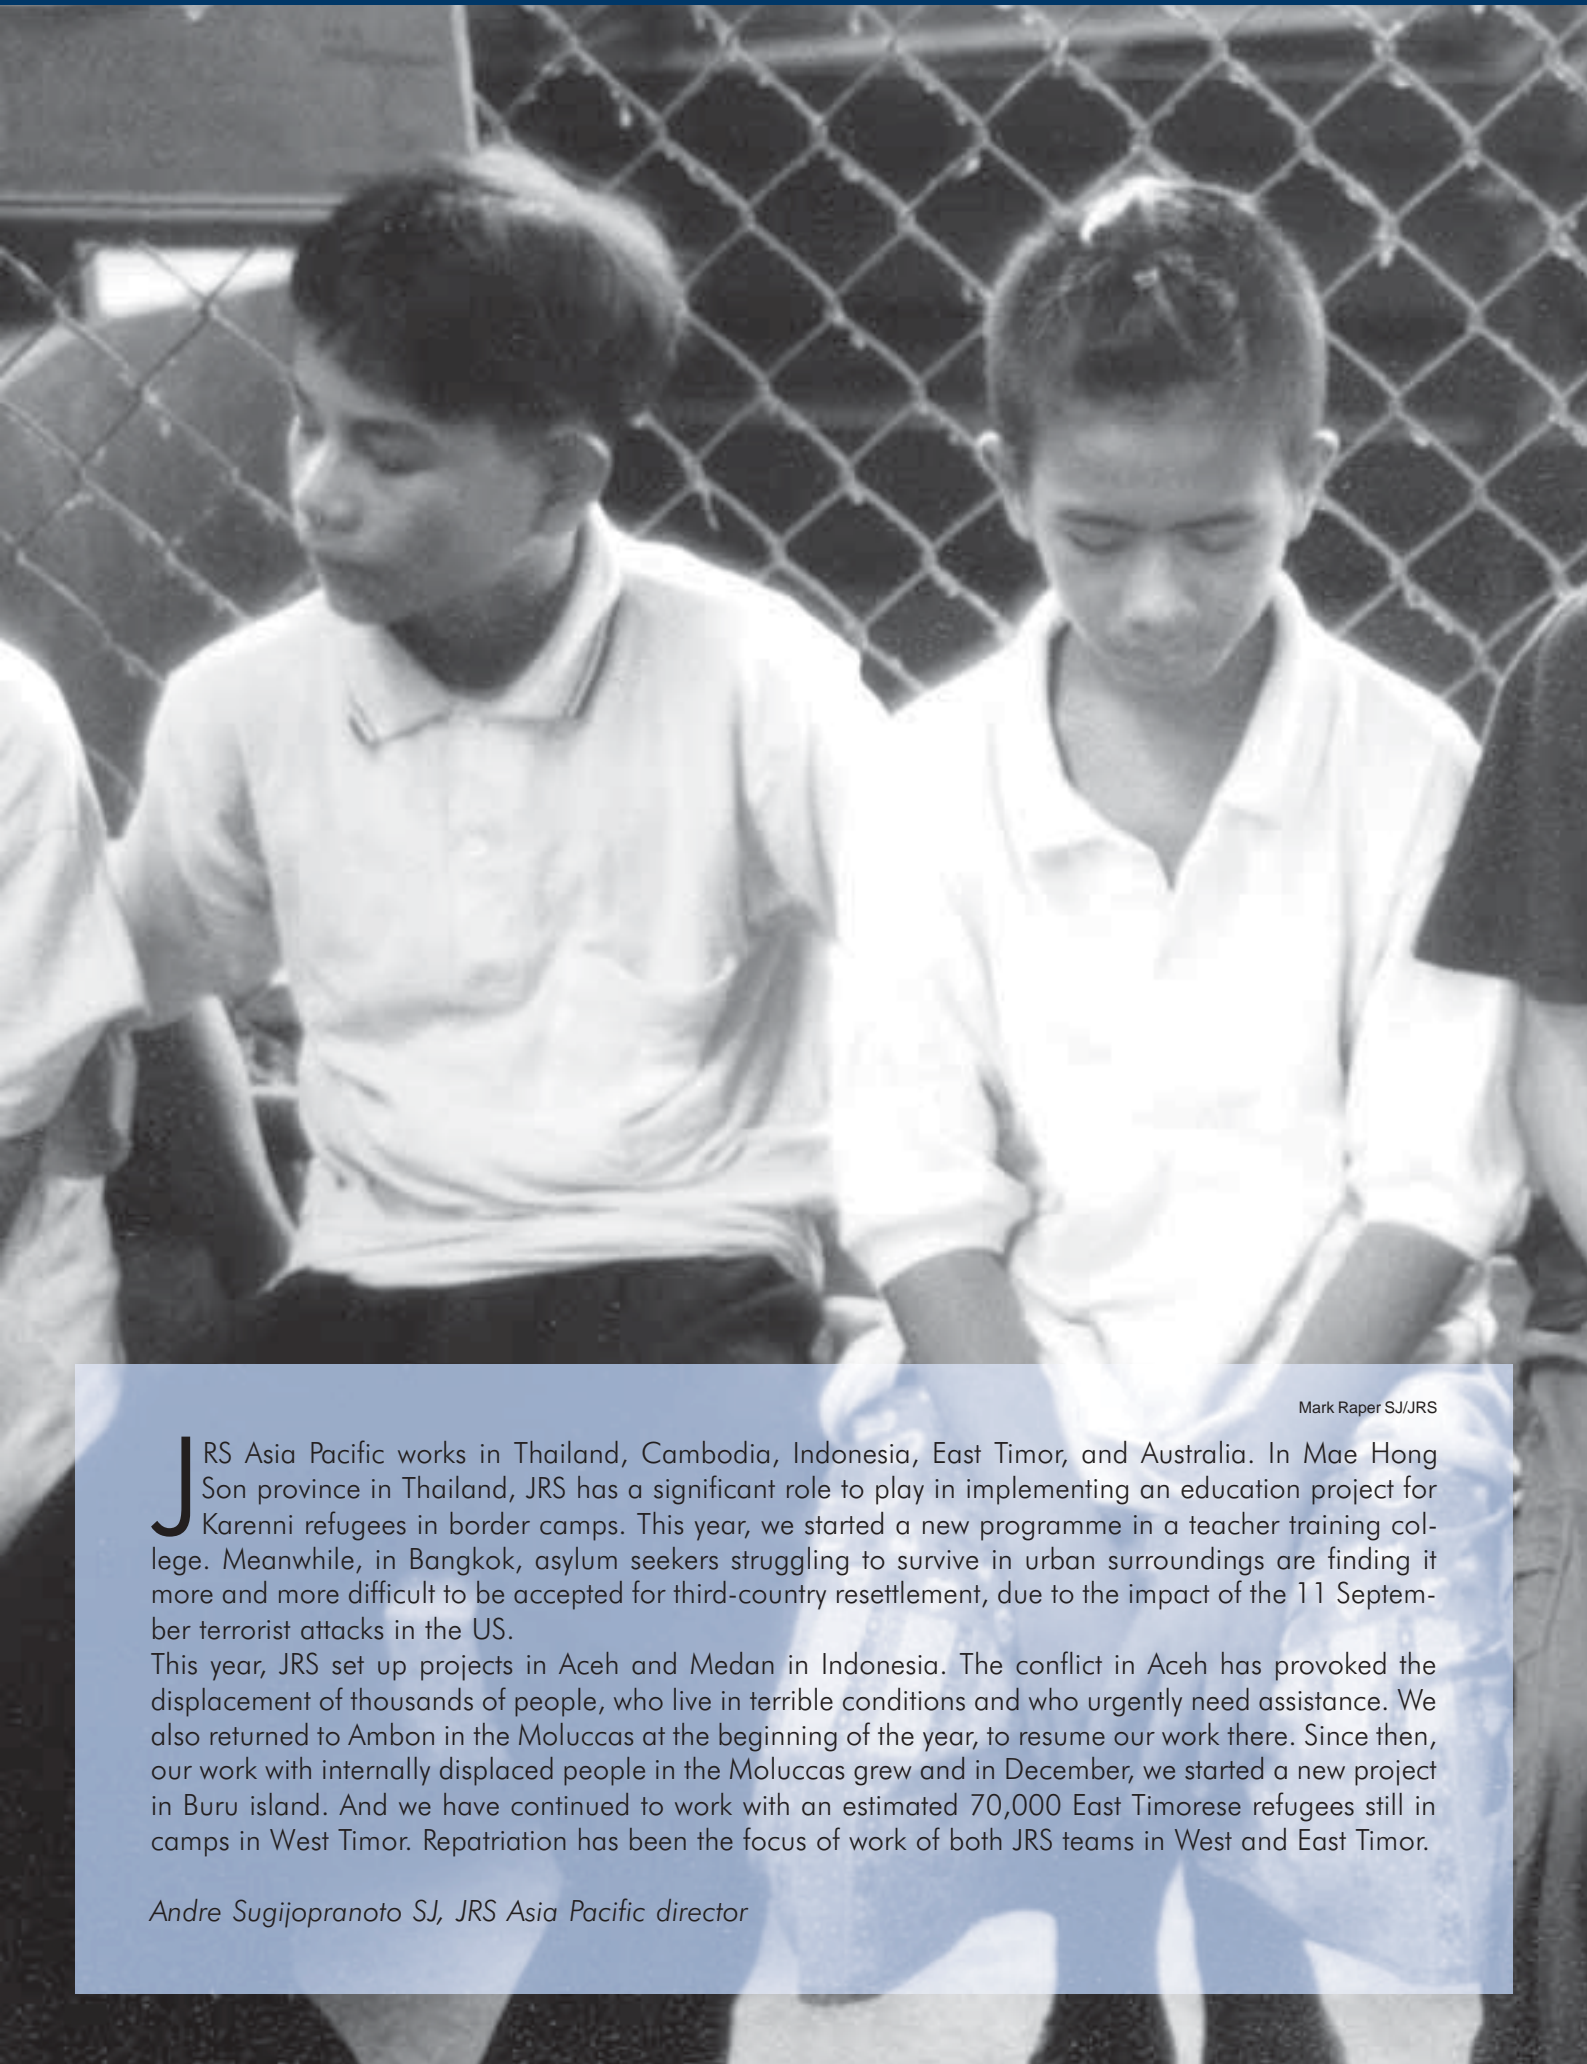 Mark Raper SJ/JRS
JRS Asia Pacific works in Thailand, Cambodia, Indonesia, East Timor, and Australia. In Mae Hong
Son province in Thailand, JRS has a significant role to play in implementing an education project for
Karenni refugees in border camps. This year, we started a new programme in a teacher training col-
lege. Meanwhile, in Bangkok, asylum seekers struggling to survive in urban surroundings are finding it
more and more difficult to be accepted for third-country resettlement, due to the impact of the 11 Septem-
ber terrorist attacks in the US.
This year, JRS set up projects in Aceh and Medan in Indonesia. The conflict in Aceh has provoked the
displacement of thousands of people, who live in terrible conditions and who urgently need assistance. We
also returned to Ambon in the Moluccas at the beginning of the year, to resume our work there. Since then,
our work with internally displaced people in the Moluccas grew and in December, we started a new project
in Buru island. And we have continued to work with an estimated 70,000 East Timorese refugees still in
camps in West Timor. Repatriation has been the focus of work of both JRS teams in West and East Timor.
Andre Sugijopranoto SJ, JRS Asia Pacific director